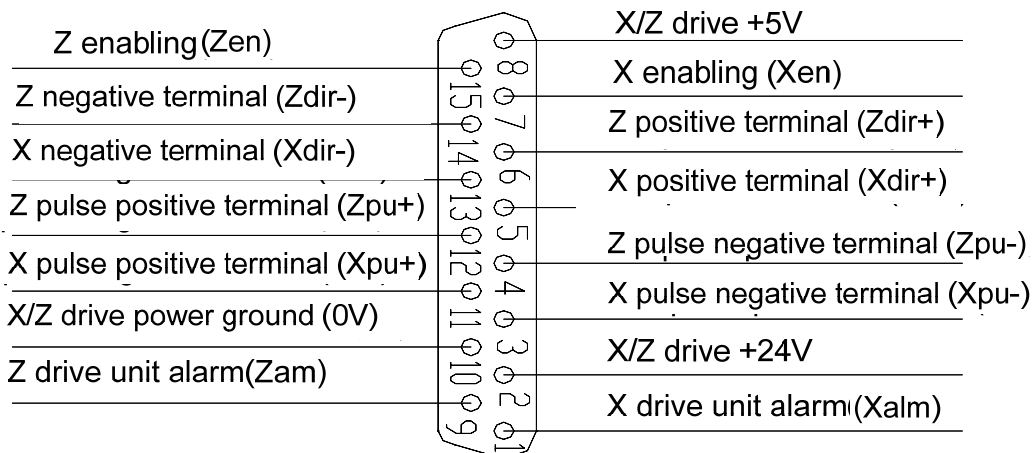 Z enabling(Zen)
Z negative terminal (Zdir-)
X negative terminal (Xdir-)
Z pulse positive terminal (Zpu+)
X pulse positive terminal (Xpu+)
X/Z drive power ground (0V)
Z drive unit alarm(Zam)
15
14
13
12
11
10
9
8
7
6
5
4
3
2
1
X/Z drive +5V
X enabling (Xen)
Z positive terminal (Zdir+)
X positive terminal (Xdir+)
Z pulse negative terminal (Zpu-)
X pulse negative terminal (Xpu-)
X/Z drive +24V
X drive unit alarm(Xalm)